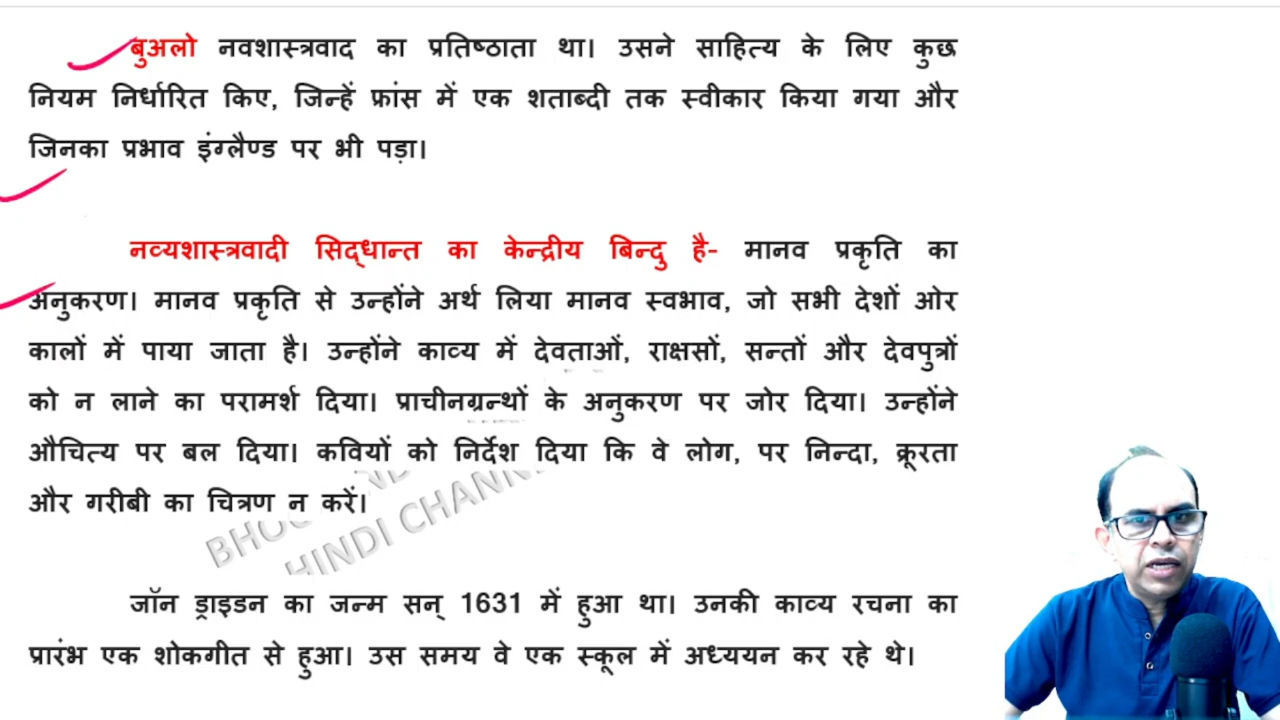 बुअलो नवशास्त्रवाद का प्रतिष्ठाता था। उसने साहित्य के लिए कुछ
नियम निर्धारित किए, जिन्हें फ्रांस में एक शताब्दी तक स्वीकार किया गया और
जिनका प्रभाव इंग्लैण्ड पर भी पड़ा।
नव्यशास्त्रवादी सिद्धान्त का केन्द्रीय बिन्दु है- मानव प्रकृति का
अनुकरण। मानव प्रकृति से उन्होंने अर्थ लिया मानव स्वभाव, जो सभी देशों ओर
कालों में पाया जाता है। उन्होंने काव्य में देवताओं, राक्षसों, सन्तों और देवपुत्रों
को न लाने का परामर्श दिया। प्राचीनग्रन्थों के अनुकरण पर जोर दिया। उन्होंने
औचित्य पर बल दिया। कवियों को निर्देश दिया कि वे लोग, पर निन्दा, क्रूरता
और गरीबी का चित्रण न करें।
HINDI
जॉन ड्राइडन का जन्म सन् 1631 में हुआ था। उनकी काव्य रचना का
प्रारंभ एक शोकगीत से हुआ। उस समय वे एक स्कूल में अध्ययन कर रहे थे।